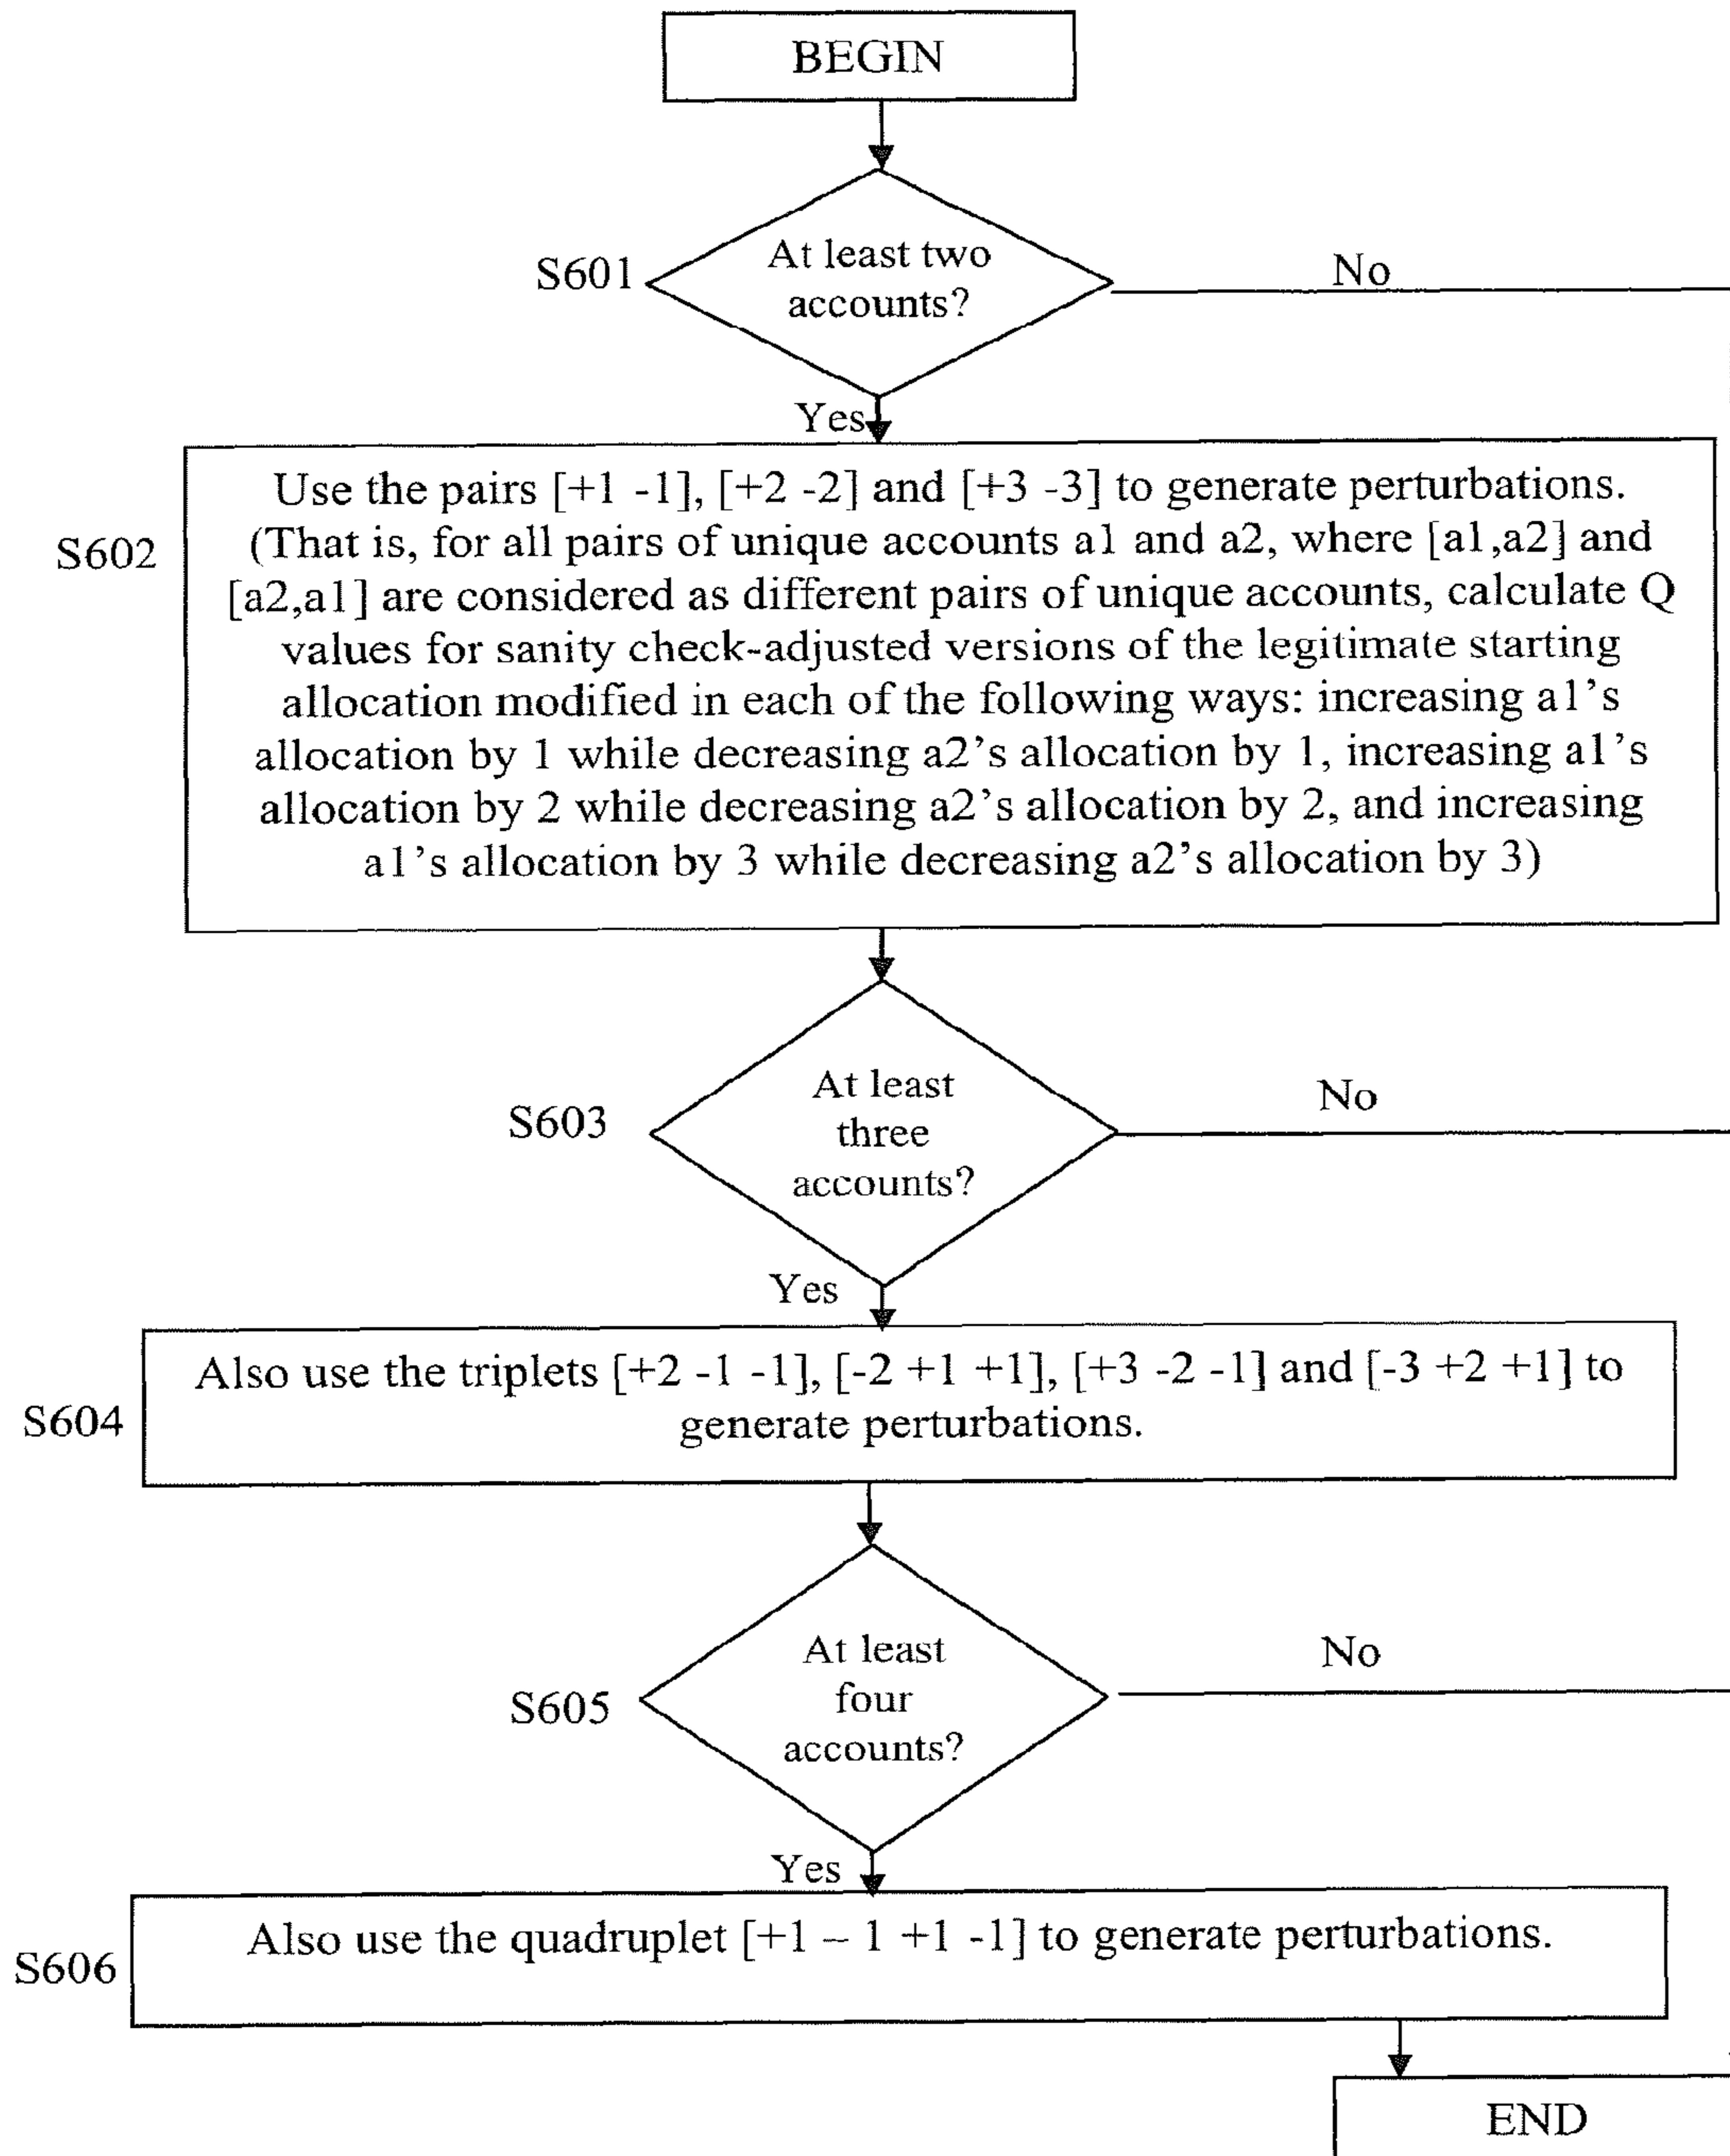 BEGIN
S601
At least two
accounts?
No
Yes
S602
Use the pairs [+1 -1], [+2 -2] and [+3 -3] to generate perturbations.
(That is, for all pairs of unique accounts a1 and a2, where [a1,a2] and
[a2,a1] are considered as different pairs of unique accounts, calculate Q
values for sanity check-adjusted versions of the legitimate starting
allocation modified in each of the following ways: increasing a1's
allocation by 1 while decreasing a2's allocation by 1, increasing a1's
allocation by 2 while decreasing a2's allocation by 2, and increasing
a1's allocation by 3 while decreasing a2's allocation by 3)
S603
At least
three
accounts?
No
Yes
S604
Also use the triplets [+2 -1 -1], [-2 +1 +1], [+3 -2 -1] and [-3 +2 +1] to
generate perturbations.
S605
At least
four
accounts?
No
Yes
S606
Also use the quadruplet [+1 – 1 +1 -1] to generate perturbations.
END